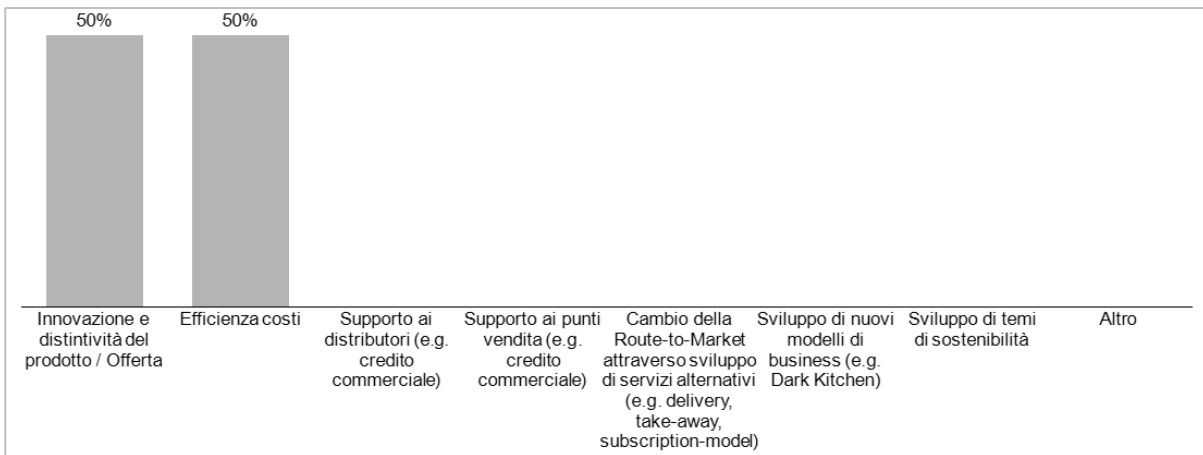 50%
50%
Innovazione e
distintività del
prodotto / Offerta
Efficienza costi
Supporto ai
distributori (e.g.
credito
commerciale)
Supporto ai punti
vendita (e.g.
credito
commerciale)
Cambio della
Route-to-Market
attraverso sviluppo
di servizi alternativi
(e.g. delivery,
take-away,
subscription-model)
Sviluppo di nuovi
modelli di
business (e.g.
Dark Kitchen)
Sviluppo di temi
di sostenibilità
Altro